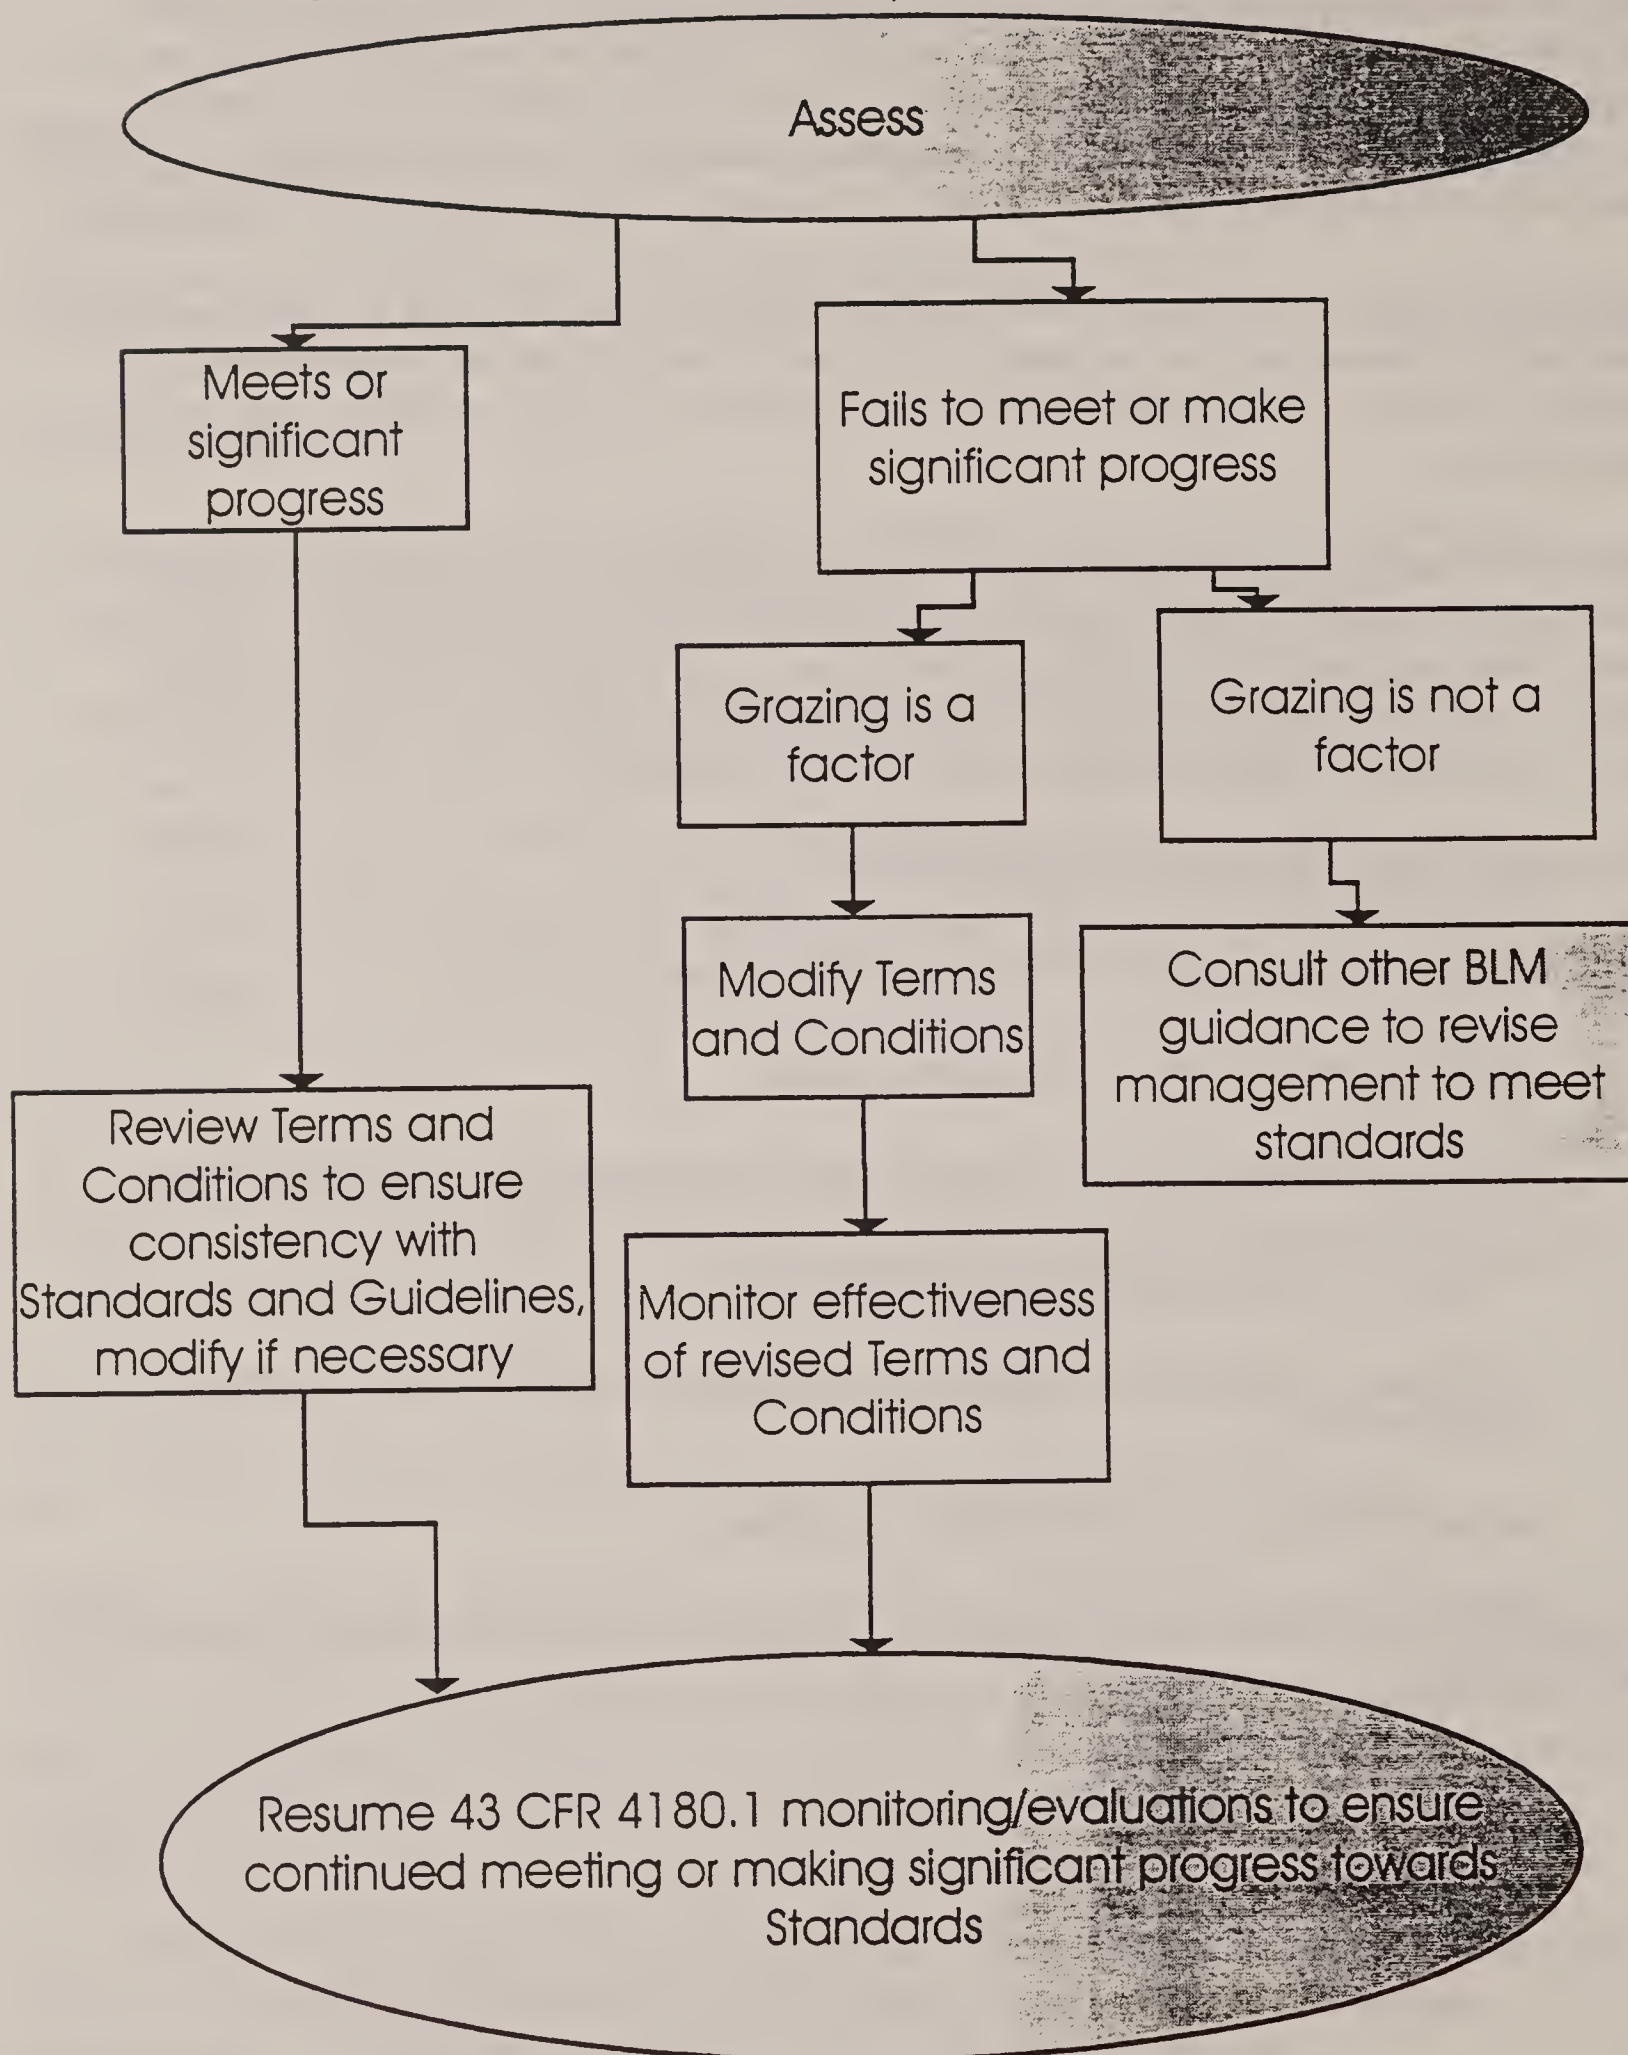 Assess
Meets or
significant
progress
Fails to meet or make
significant progress
Grazing is a
factor
Grazing is not a
factor
Modify Terms
and Conditions
Consult other BLM
guidance to revise
management to meet
standards
Review Terms and
Conditions to ensure
consistency with
Standards and Guidelines,
modify if necessary
Monitor effectiveness
of revised Terms and
Conditions
Resume 43 CFR 4180.1 monitoring/evaluations to ensure
continued meeting or making significant progress towards
Standards